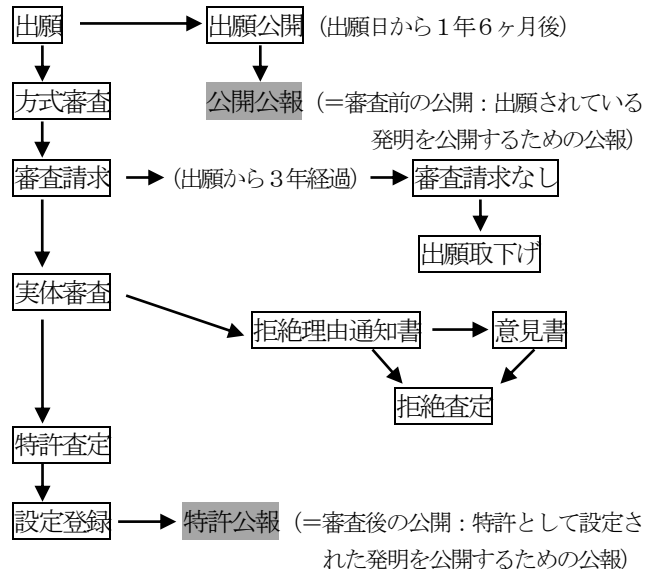 出願
出願公開 (出願日から1年6ヶ月後)
方式審査
公開公報 (=審査前の公開:出願されている
発明を公開するための公報)
審査請求
(出願から3年経過)
審査請求なし
出願取下げ
実体審査
拒絶理由通知書
意見書
拒絶査定
特許査定
設定登録
特許公報 (=審査後の公開:特許として設定さ
れた発明を公開するための公報)